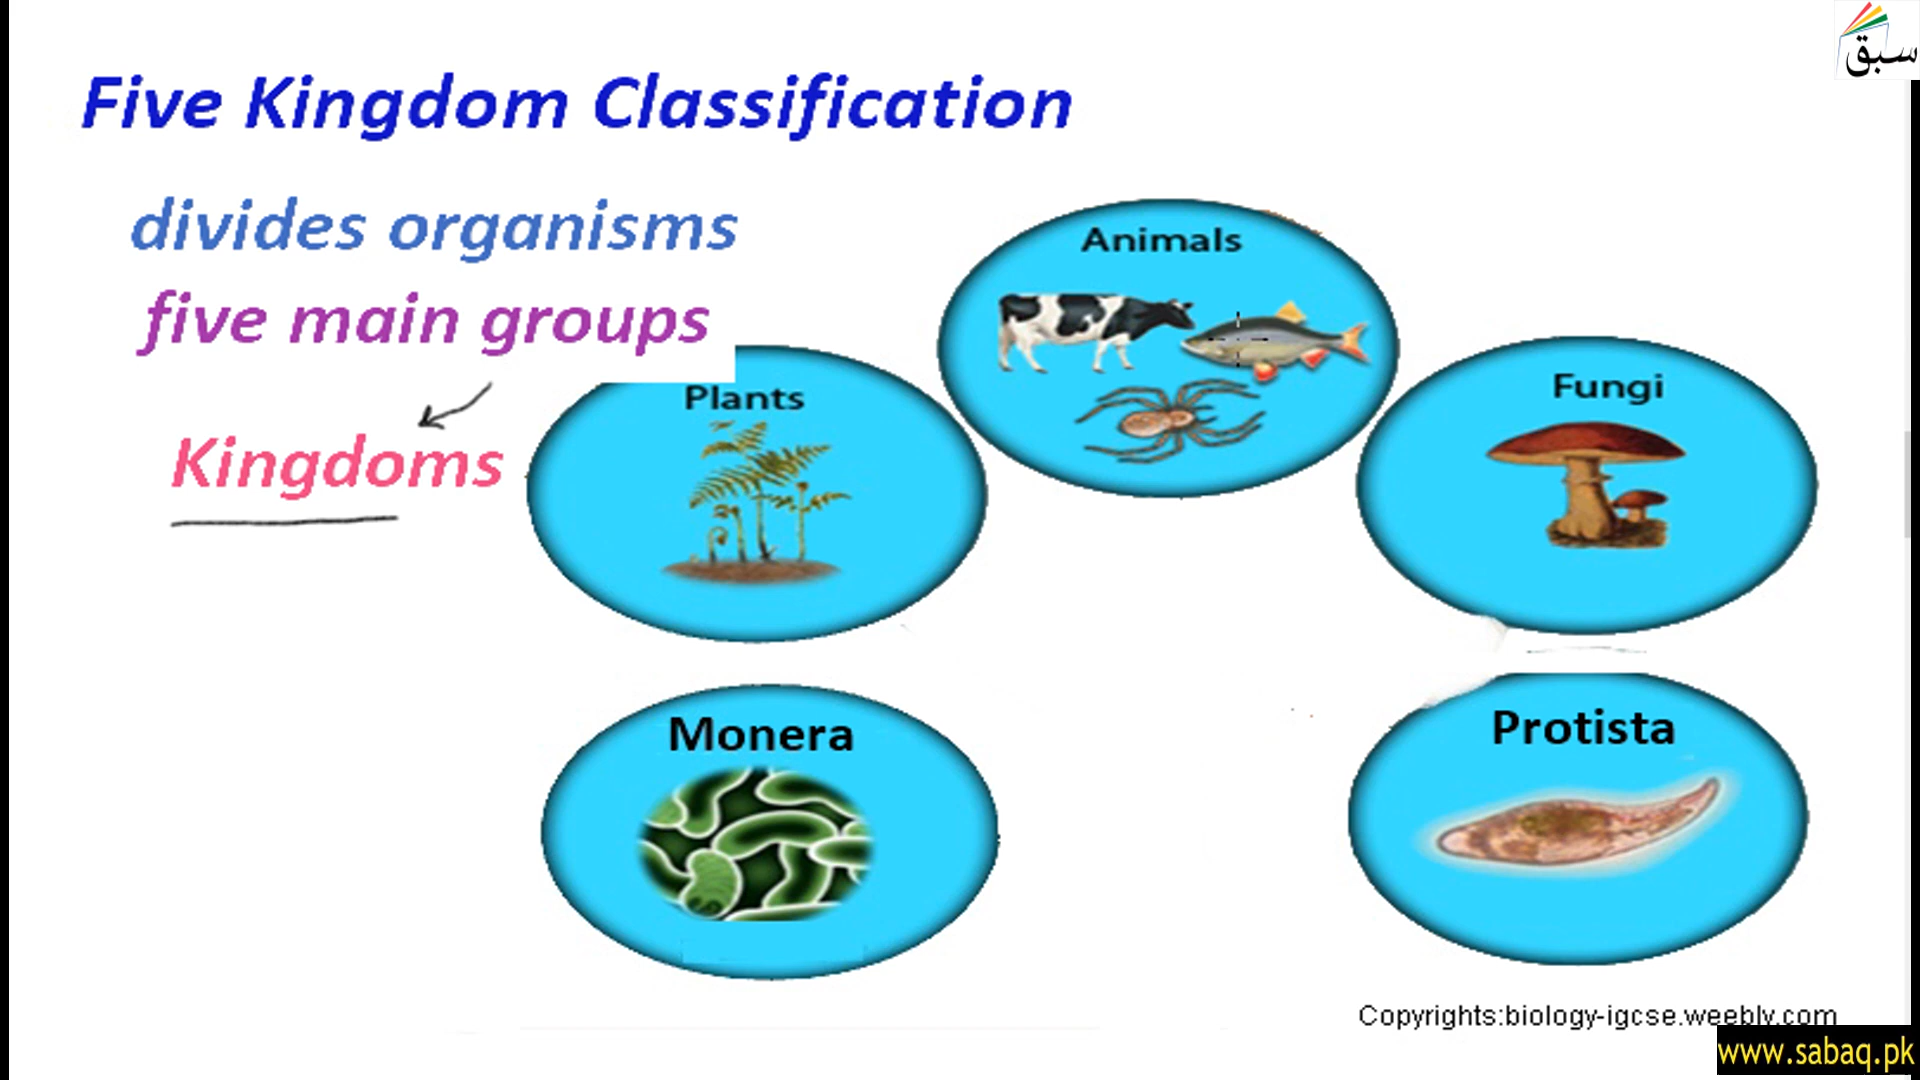 سبق
Five Kingdom Classification
divides organisms
five main groups
Kingdoms
Animals
Plants
Fungi
Monera
Protista
Copyrights:biology-igcse.weebly.com
www.sabaq.pk